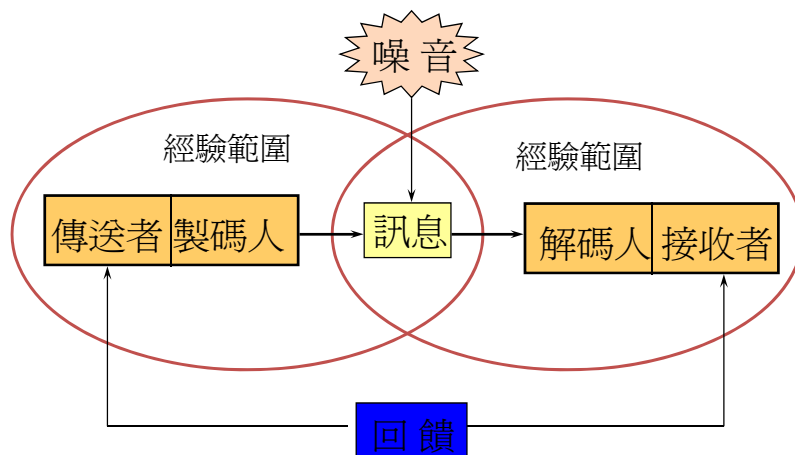 噪音
經驗範圍
經驗範圍
傳送者 製碼人
訊息
解碼人 接收者
回饋